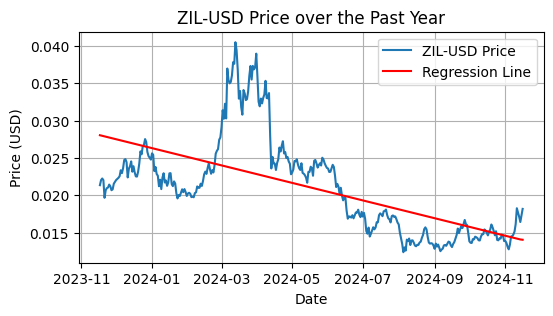 ZIL-USD Price over the Past Year
ZIL-USD Price
Regression Line
Price (USD)
0.040
0.035
0.030
0.025
0.020
0.015
2023-11
2024-01
2024-03
2024-05
2024-07
2024-09
2024-11
Date